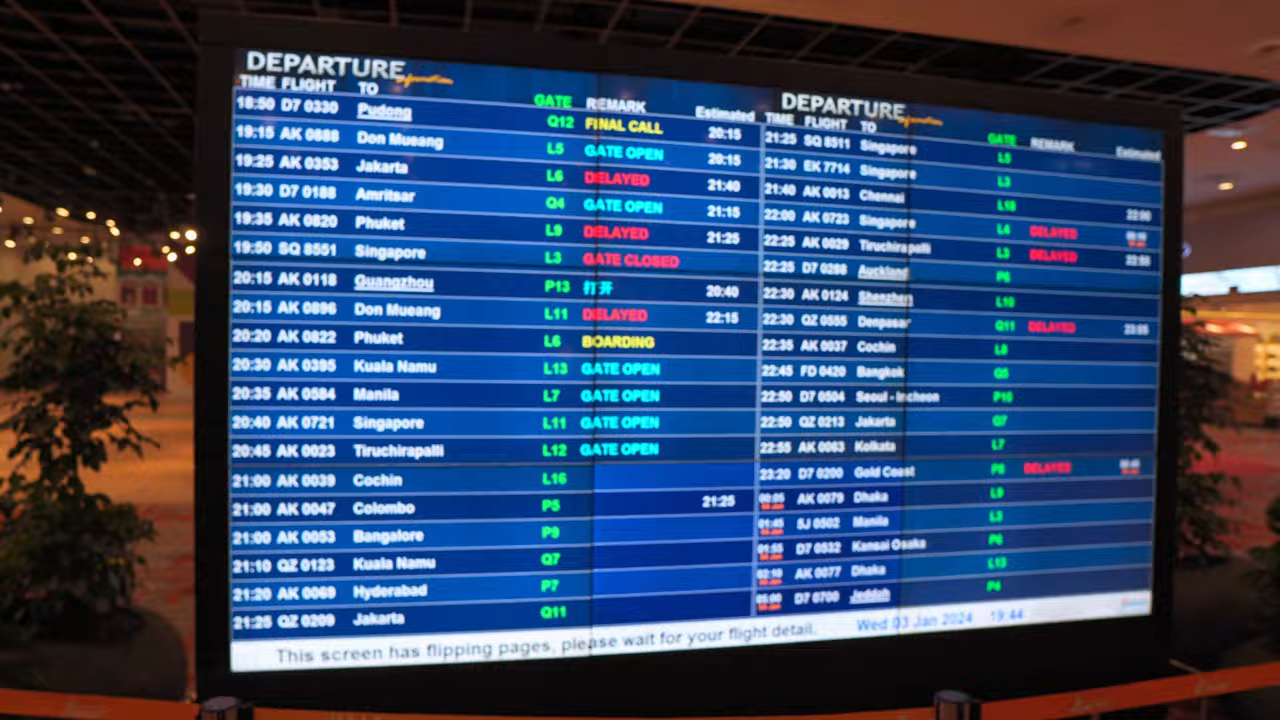 DEPARTURE
TIME FLIGHT TO GATE REMARK Estimated
18:50 D7 0330 Pudong Q12 FINAL CALL 20:15
19:15 AK 0888 Don Mueang L5 GATE OPEN 20:15
19:25 AK 0353 Jakarta L6 DELAYED 21:40
19:30 D7 0188 Amritsar Q4 GATE OPEN 21:15
19:35 AK 0820 Phuket L9 DELAYED 21:25
19:50 SQ 8551 Singapore L3 GATE CLOSED
20:15 AK 0118 Guangzhou P13 打开 20:40
20:15 AK 0896 Don Mueang L11 DELAYED 22:15
20:20 AK 0822 Phuket L6 BOARDING
20:30 AK 0395 Kuala Namu L13 GATE OPEN
20:35 AK 0584 Manila L7 GATE OPEN
20:40 AK 0721 Singapore L11 GATE OPEN
20:45 AK 0023 Tiruchirapalli L12 GATE OPEN
21:00 AK 0039 Cochin L16
21:00 AK 0047 Colombo P5 21:25
21:00 AK 0053 Bangalore P9
21:10 QZ 0123 Kuala Namu Q7
21:20 AK 0069 Hyderabad P7
21:25 QZ 0209 Jakarta Q11
DEPARTURE
TIME FLIGHT TO GATE REMARK Estimated
21:25 SQ 8511 Singapore
21:30 EK 7714 Singapore L3
21:40 AK 0013 Chennai
22:00 AK 0723 Singapore L4 DELAYED
22:25 AK 0029 Tiruchirapalli L3 DELAYED
22:25 D7 0288 Auckland P6
22:30 AK 0124 Shenzhen L10
22:30 QZ 0555 Denpasar Q11 DELAYED
22:35 AK 0037 Cochin L8
22:45 FD 0420 Bangkok
22:50 D7 0504 Seoul - Incheon P10
22:50 QZ 0213 Jakarta Q7
22:55 AK 0063 Kolkata L7
23:20 D7 0200 Gold Coast P8 DELAYED
AK 0079 Dhaka L9
5J 0502 Manila L3
D7 0532 Kansai Osaka P6
AK 0077 Dhaka
D7 0700 Jeddah P4
This screen has flipping pages, please wait for your flight detail. Wed 03 Jan 2024 19:44